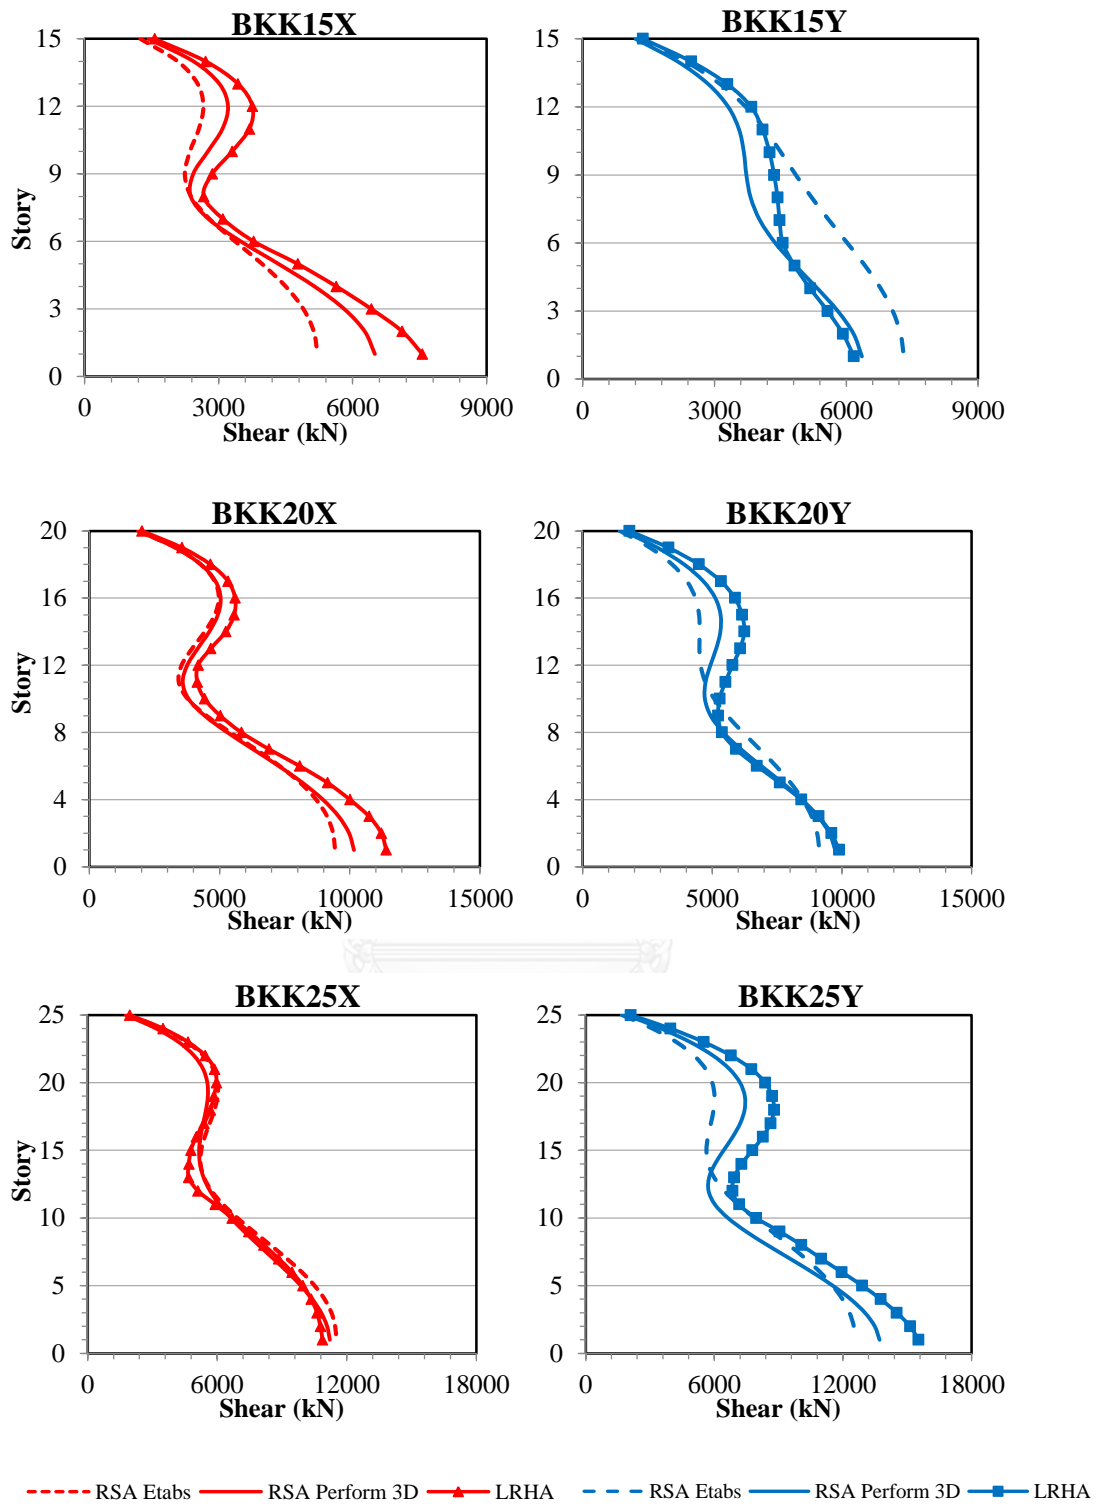 BKK15X
BKK15Y
15
12
9
6
3
0
Story
0 3000 6000 9000
Shear (kN)
15
12
9
6
3
0
0 3000 6000 9000
Shear (kN)
BKK20X
BKK20Y
20
16
12
8
4
0
Story
0 5000 10000 15000
Shear (kN)
20
16
12
8
4
0
0 5000 10000 15000
Shear (kN)
BKK25X
BKK25Y
25
20
15
10
5
0
Story
0 6000 12000 18000
Shear (kN)
25
20
15
10
5
0
0 6000 12000 18000
Shear (kN)
RSA Etabs RSA Perform 3D LRHA RSA Etabs RSA Perform 3D LRHA